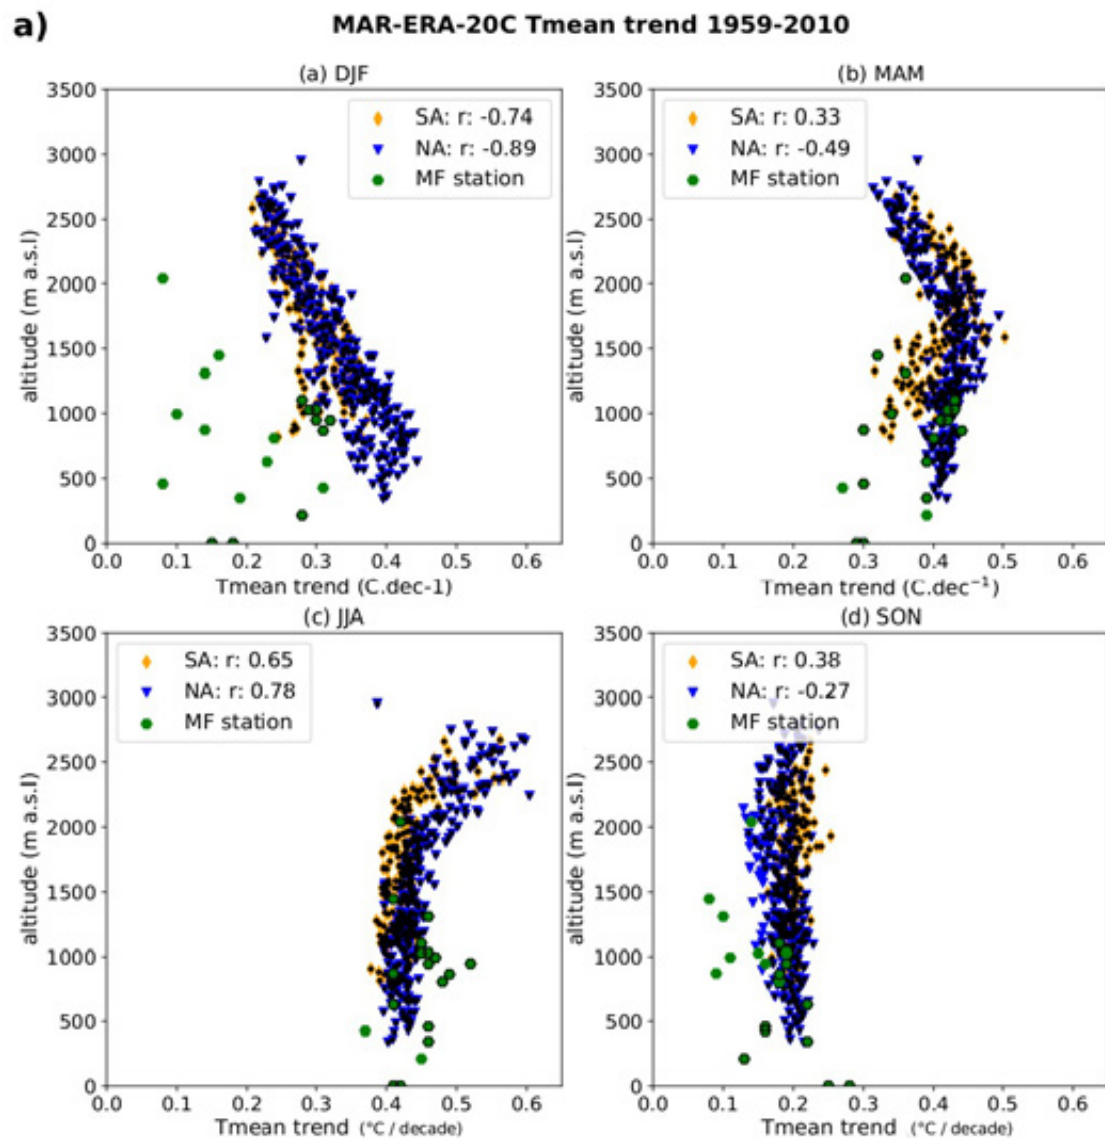 a)
MAR-ERA-20C Tmean trend 1959-2010
(a) DJF
3500
3000
2500
2000
1500
1000
500
0
altitude (m a.s.l)
SA: r: -0.74
NA: r: -0.89
MF station
0.0 0.1 0.2 0.3 0.4 0.5 0.6
Tmean trend (C.dec-1)
(b) MAM
3500
3000
2500
2000
1500
1000
500
0
altitude (m a.s.l)
SA: r: 0.33
NA: r: -0.49
MF station
0.0 0.1 0.2 0.3 0.4 0.5 0.6
Tmean trend (C.dec⁻¹)
(c) JJA
3500
3000
2500
2000
1500
1000
500
0
altitude (m a.s.l)
SA: r: 0.65
NA: r: 0.78
MF station
0.0 0.1 0.2 0.3 0.4 0.5 0.6
Tmean trend (°C / decade)
(d) SON
3500
3000
2500
2000
1500
1000
500
0
altitude (m a.s.l)
SA: r: 0.38
NA: r: -0.27
MF station
0.0 0.1 0.2 0.3 0.4 0.5 0.6
Tmean trend (°C / decade)